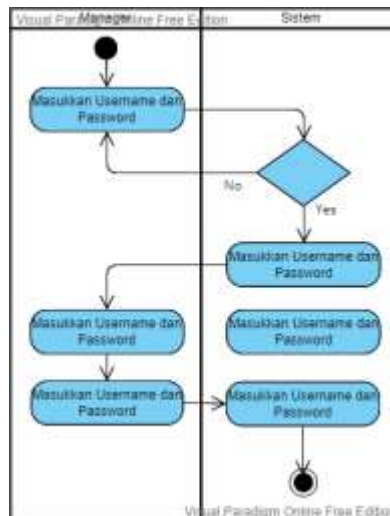 Visual Paradigm Online Free Edition
Manager
Sistem
Masukkan Username dan
Password
No
Yes
Masukkan Username dan
Password
Masukkan Username dan
Password
Masukkan Username dan
Password
Masukkan Username dan
Password
Masukkan Username dan
Password
Visual Paradigm Online Free Edition